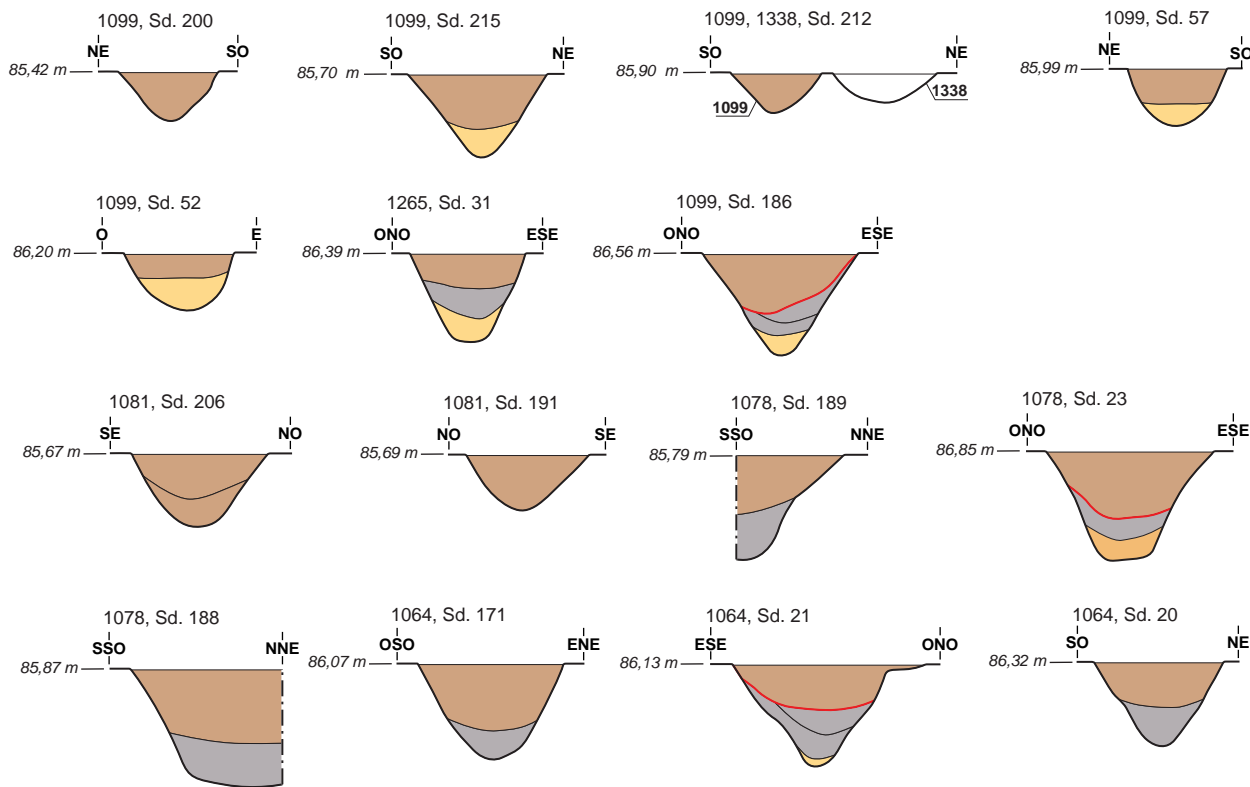 1099, Sd. 200
NE SO
85,42 m
1099, Sd. 215
SO NE
85,70 m
1099, 1338, Sd. 212
SO NE
85,90 m
1099
1338
1099, Sd. 57
NE SO
85,99 m
1099, Sd. 52
O E
86,20 m
1265, Sd. 31
ONO ESE
86,39 m
1099, Sd. 186
ONO ESE
86,56 m
1081, Sd. 206
SE NO
85,67 m
1081, Sd. 191
NO SE
85,69 m
1078, Sd. 189
SSO NNE
85,79 m
1078, Sd. 23
ONO ESE
86,85 m
1078, Sd. 188
SSO NNE
85,87 m
1064, Sd. 171
OSO ENE
86,07 m
1064, Sd. 21
ESE ONO
86,13 m
1064, Sd. 20
SO NE
86,32 m